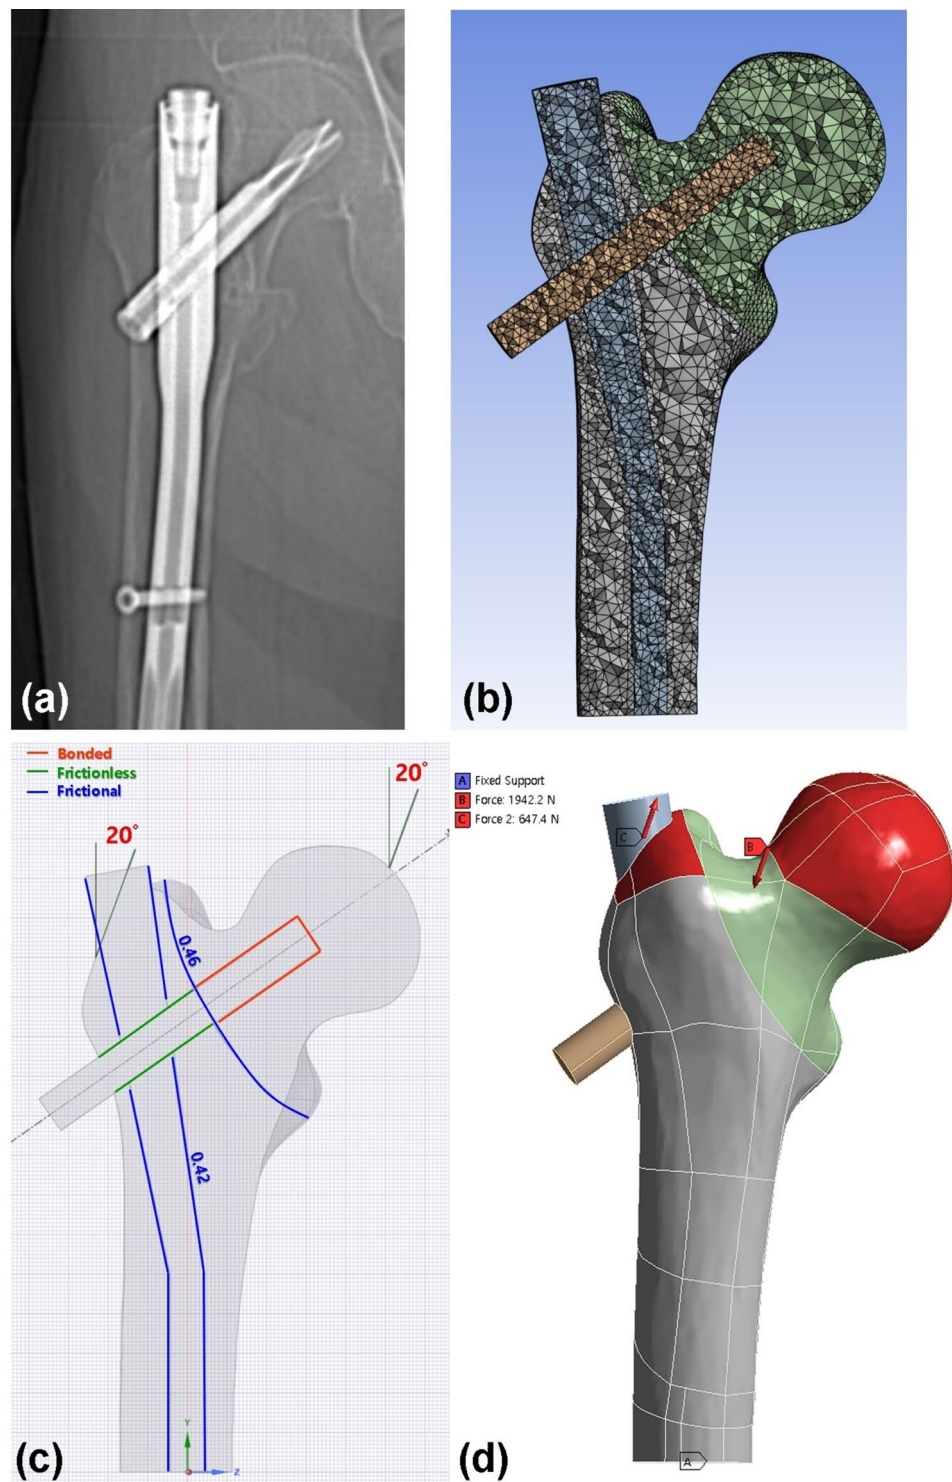 (a)
(b)
Bonded
Frictionless
Frictional
20°
20°
0.46
0.42
Y
Z
(c)
A Fixed Support
B Force: 1942.2 N
C Force 2: 647.4 N
C
B
A
(d)